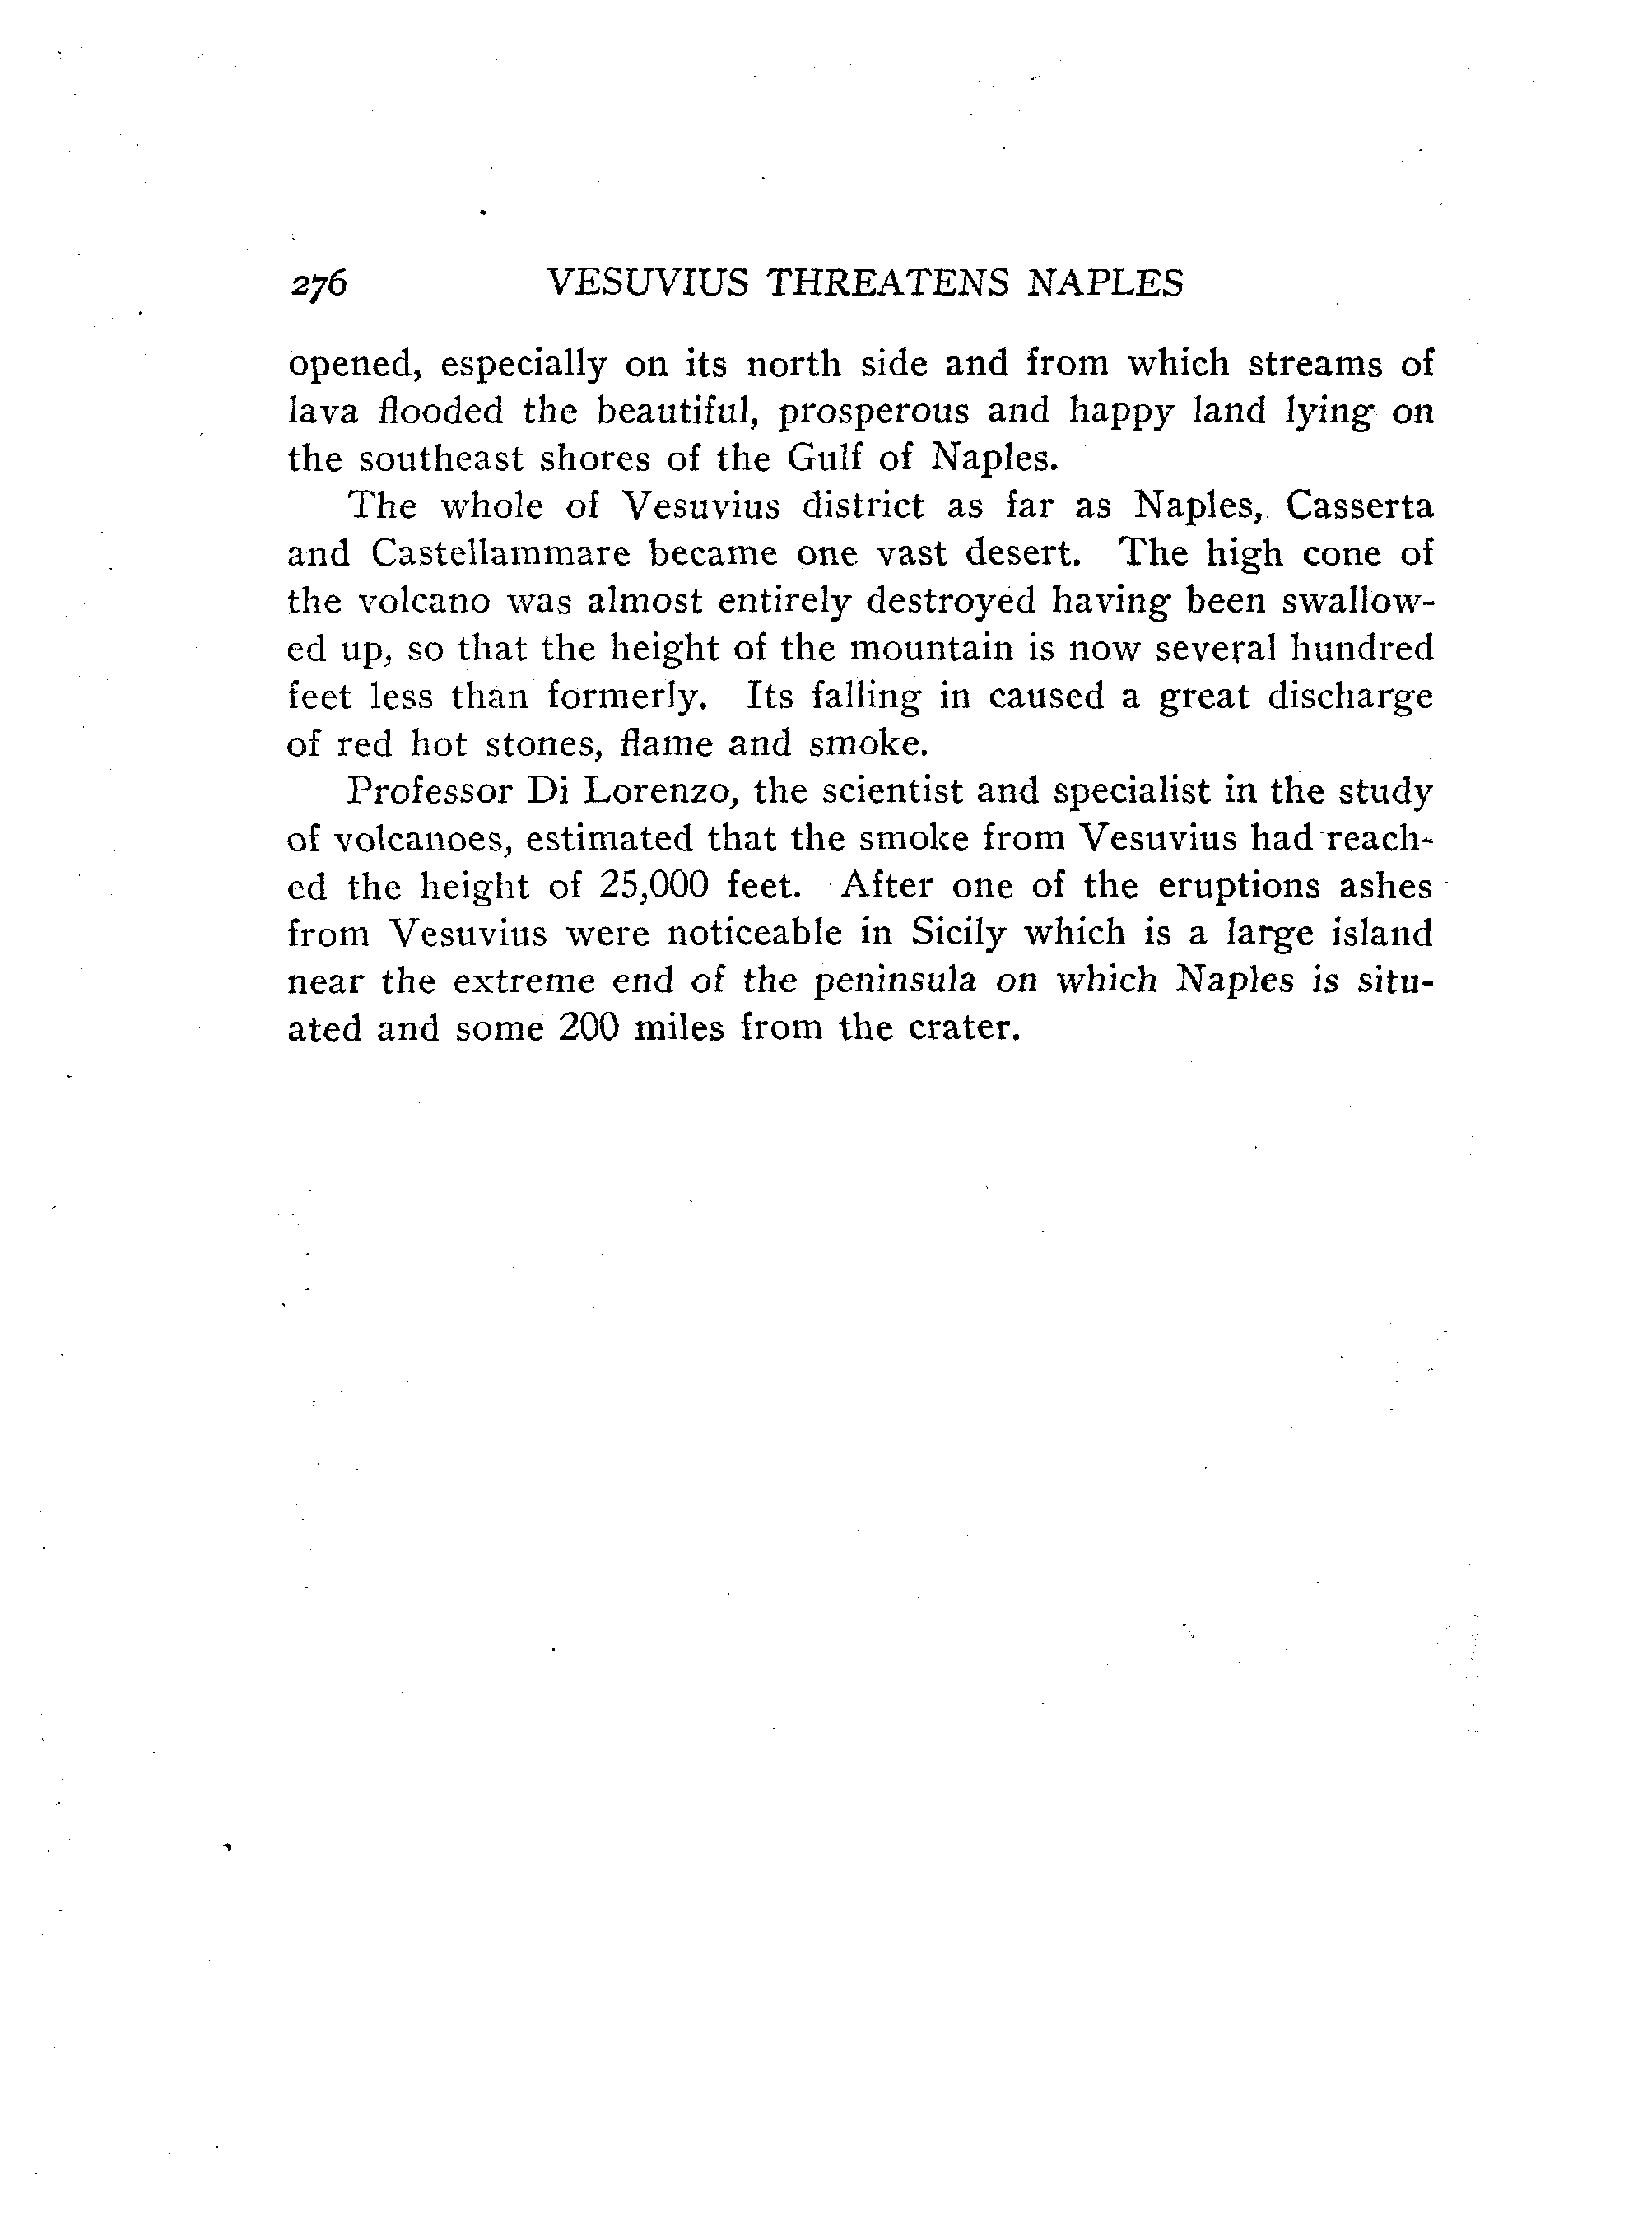 276 VESUVIUS THREATENS NAPLES
opened, especially on its north side and from which streams of
lava flooded the beautiful, prosperous and happy land lying on
the southeast shores of the Gulf of Naples.
The whole of Vesuvius district as far as Naples, Casserta
and Castellammare became one vast desert. The high cone of
the volcano was almost entirely destroyed having been swallow-
ed up, so that the height of the mountain is now several hundred
feet less than formerly. Its falling in caused a great discharge
of red hot stones, flame and smoke.
Professor Di Lorenzo, the scientist and specialist in the study
of volcanoes, estimated that the smoke from Vesuvius had reach-
ed the height of 25,000 feet. After one of the eruptions ashes
from Vesuvius were noticeable in Sicily which is a large island
near the extreme end of the peninsula on which Naples is situ-
ated and some 200 miles from the crater.